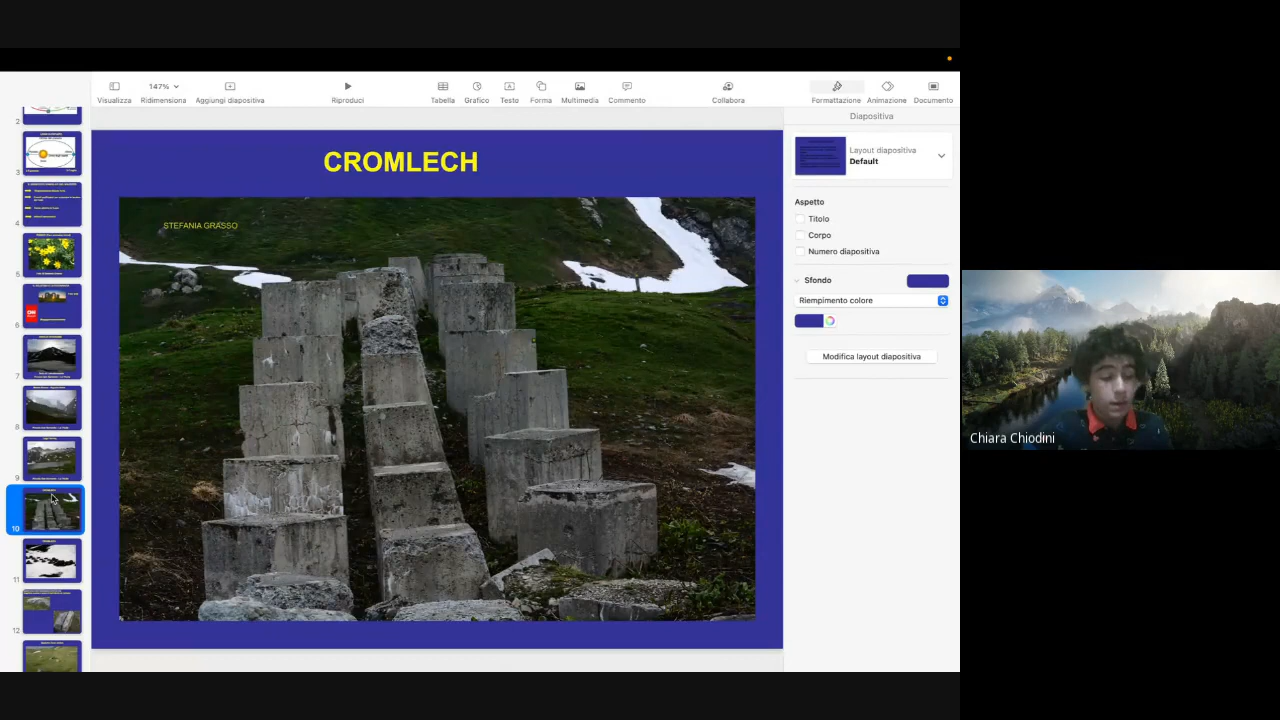 147%
Visualizza
Ridimensiona
Aggiungi diapositiva
Riproduci
Tabella
Grafico
Testo
Forma
Multimedia
Commento
Collabora
Formattazione
Animazione
Documento
Diapositiva
Layout diapositiva
Default
Aspetto
Titolo
Corpo
Numero diapositiva
Sfondo
Riempimento colore
Modifica layout diapositiva
CROMLECH
STEFANIA GRASSO
2
3
4
5
6
7
8
9
10
11
12
Chiara Chiodini